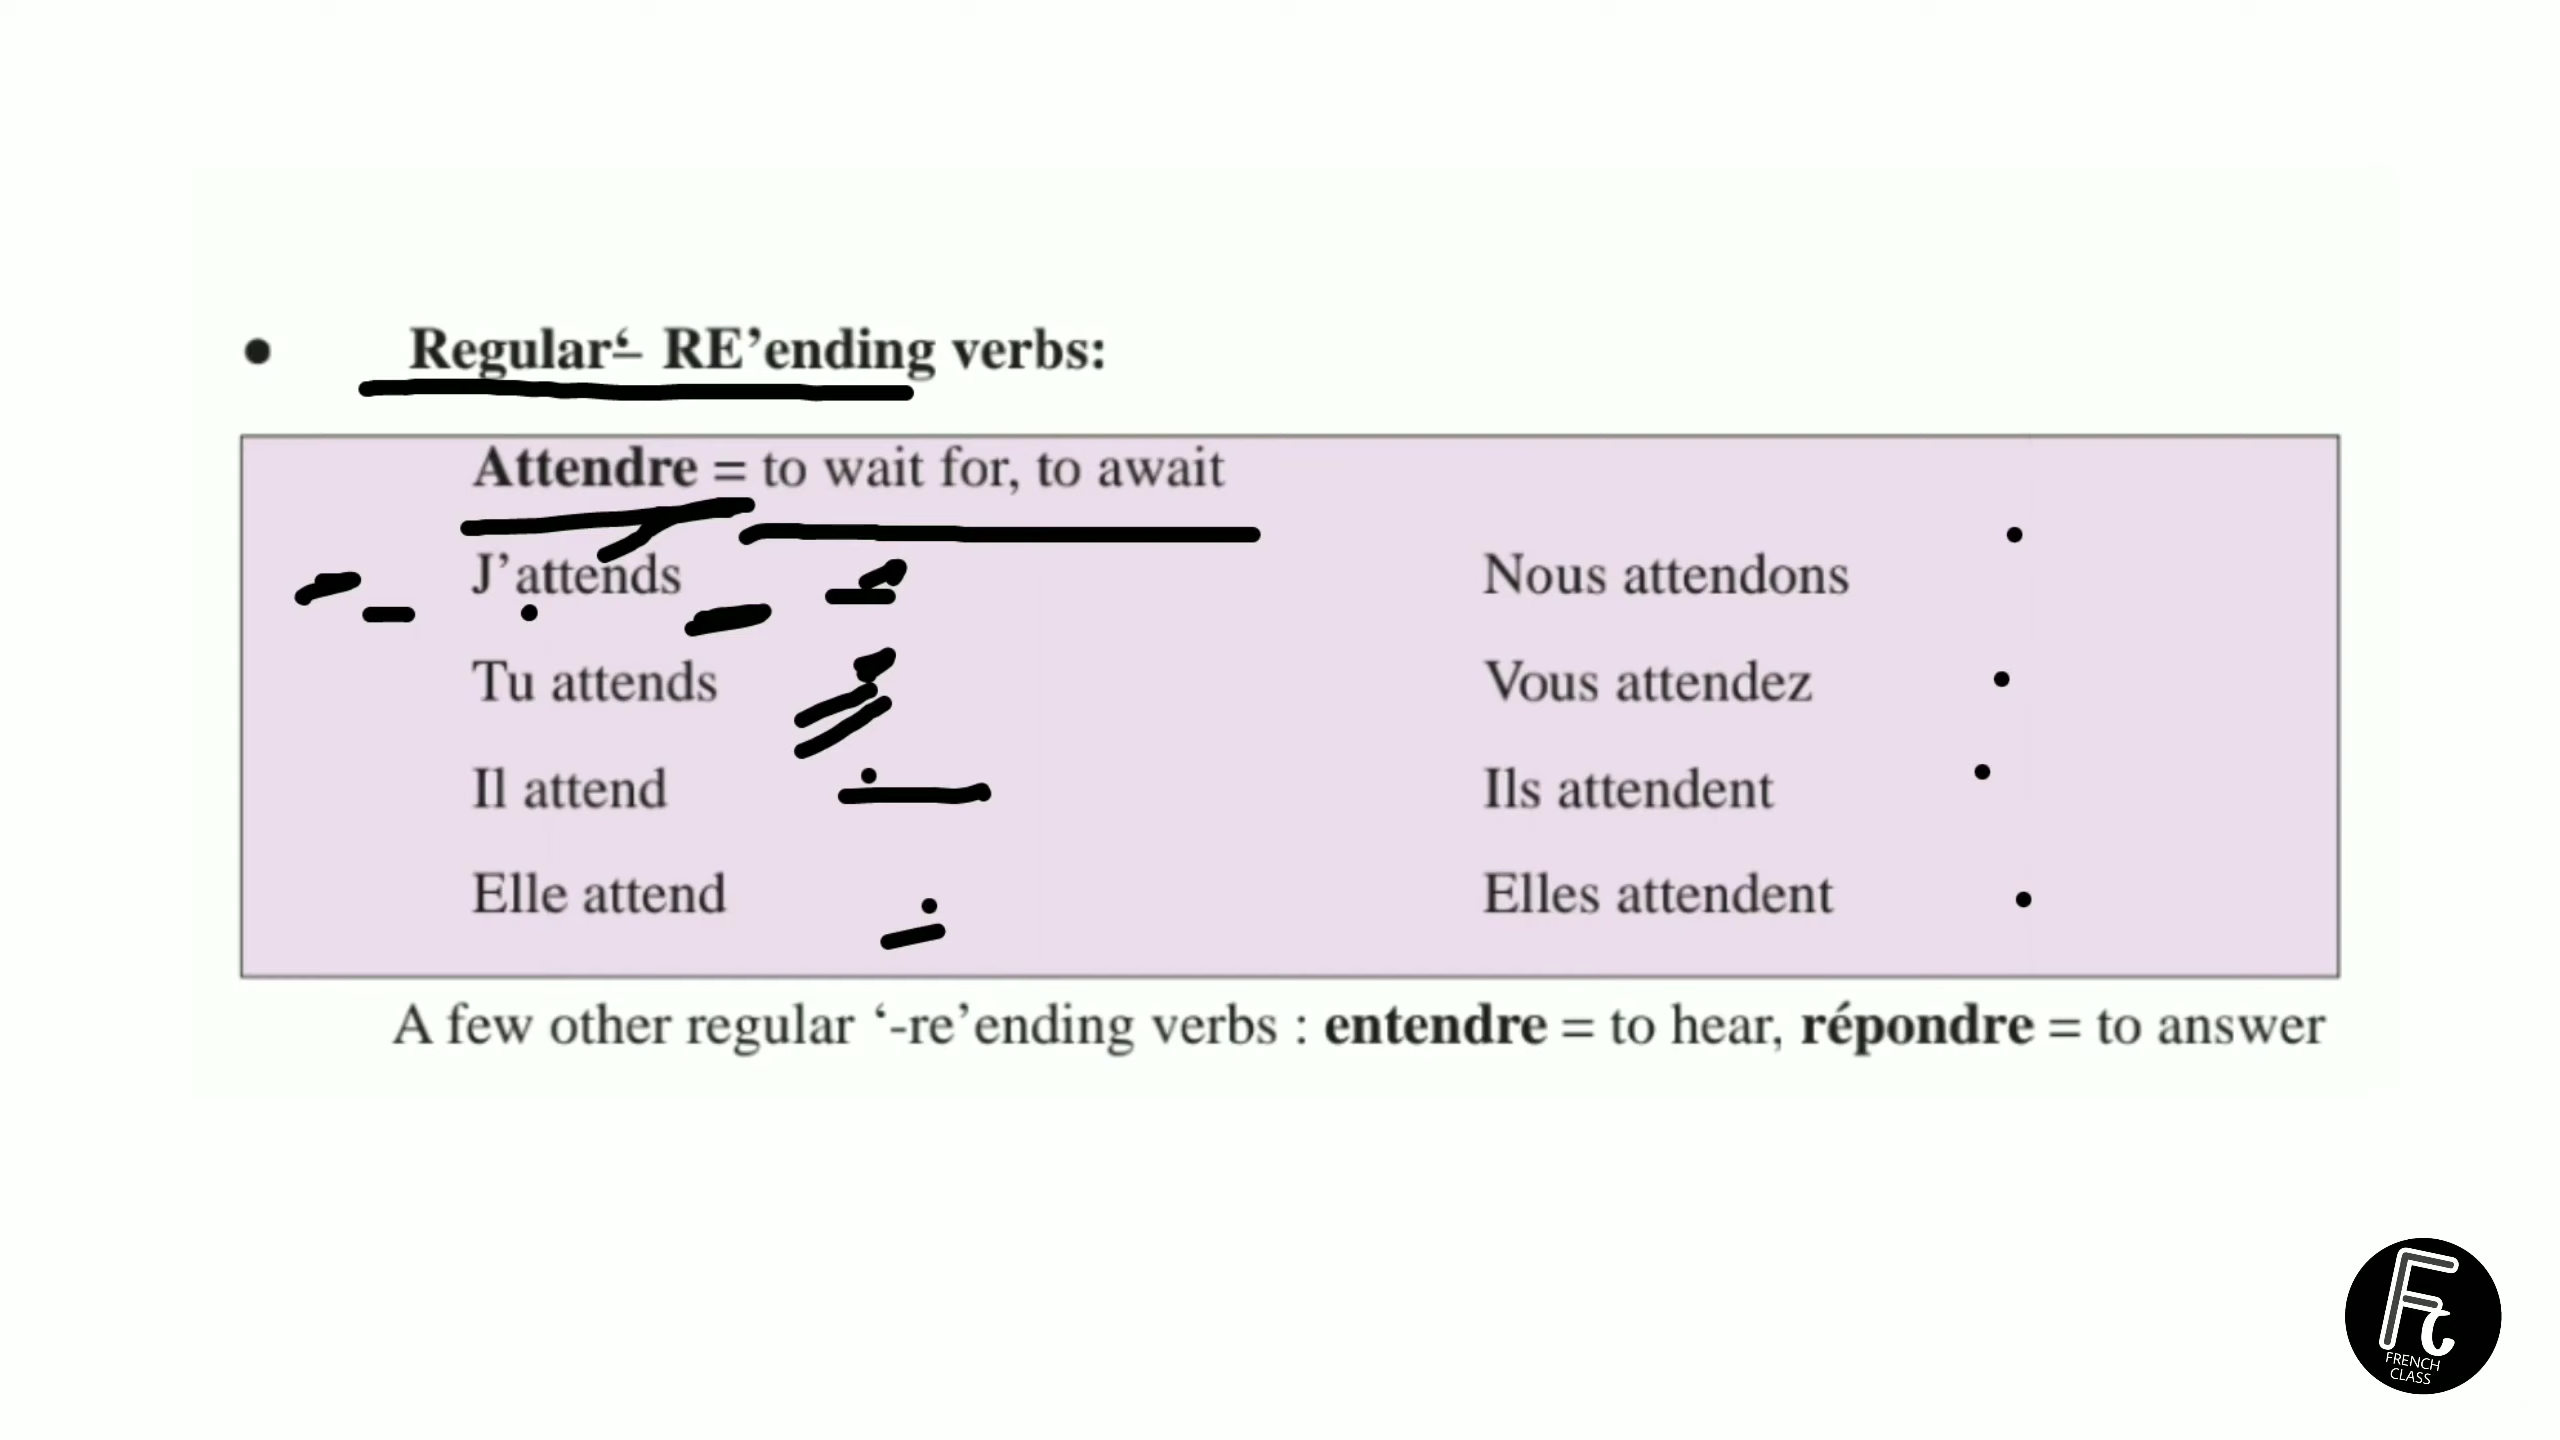 • Regular‘– RE’ending verbs:
Attendre = to wait for, to await
J’attends Nous attendons
Tu attends Vous attendez
Il attend Ils attendent
Elle attend Elles attendent
A few other regular ‘-re’ending verbs : entendre = to hear, répondre = to answer
Fc
FRENCH
CLASS